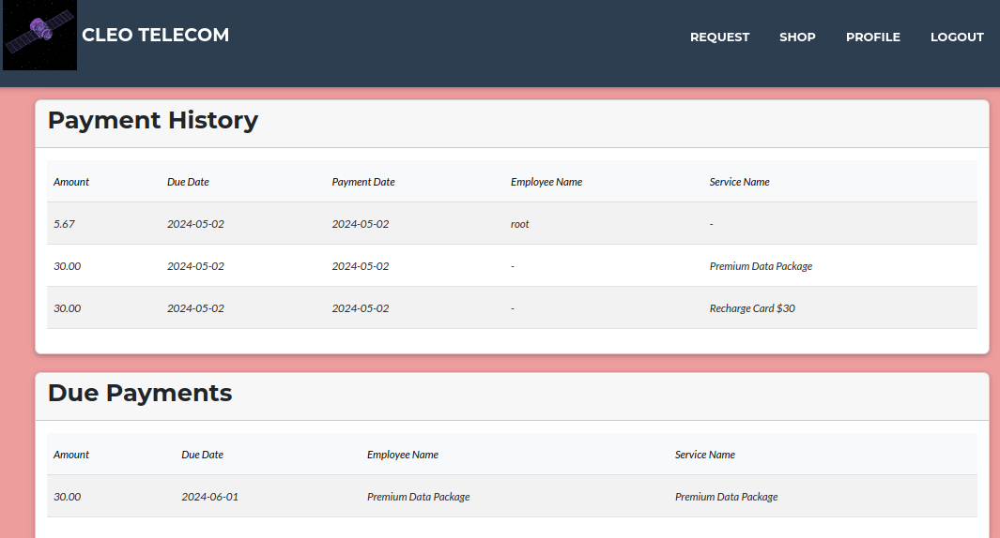 CLEO TELECOM
REQUEST SHOP PROFILE LOGOUT
Payment History
Amount Due Date Payment Date Employee Name Service Name
5.67 2024-05-02 2024-05-02 root -
30.00 2024-05-02 2024-05-02 - Premium Data Package
30.00 2024-05-02 2024-05-02 - Recharge Card $30
Due Payments
Amount Due Date Employee Name Service Name
30.00 2024-06-01 Premium Data Package Premium Data Package